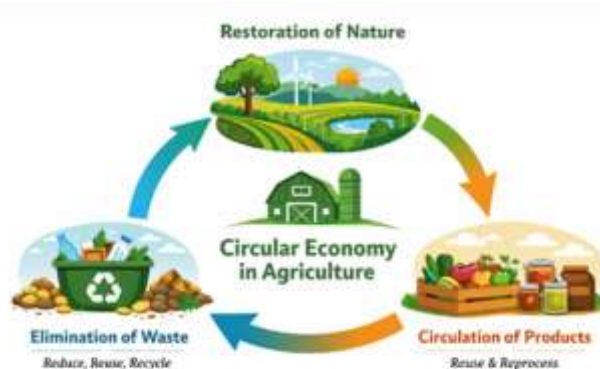 Restoration of Nature
Circular Economy
in Agriculture
Elimination of Waste
Reduce, Reuse, Recycle
Circulation of Products
Reuse & Reprocess